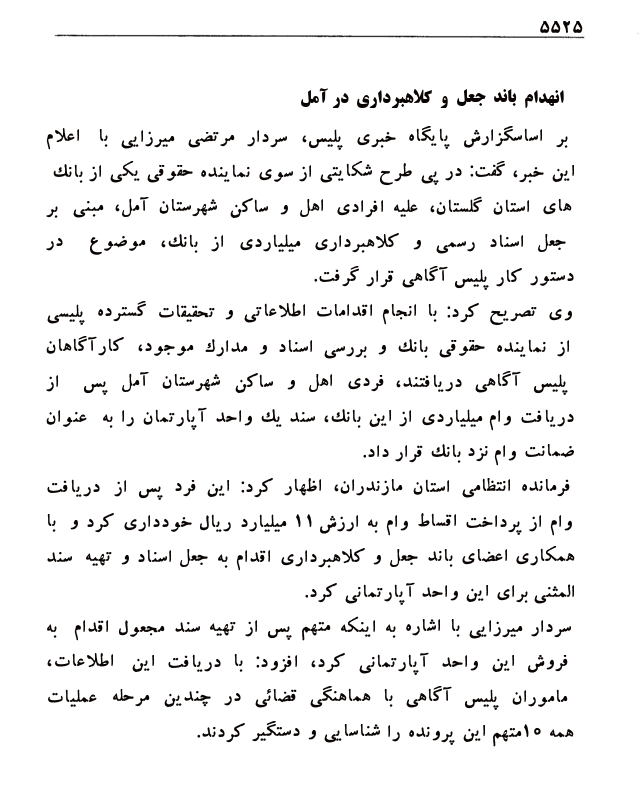 ۵۵۲۵
انهدام باند جعل و کلاهبرداری در آمل
بر اساسگزارش پایگاه خبری پلیس، سردار مرتضی میرزایی با اعلام
این خبر، گفت: در پی طرح شکایتی از سوی نماینده حقوقی یکی از بانك
های استان گلستان، علیه افرادی اهل و ساکن شهرستان آمل، مبنی بر
جعل اسناد رسمی و کلاهبرداری میلیاردی از بانك، موضوع در
دستور کار پلیس آگاهی قرار گرفت.
وی تصریح کرد: با انجام اقدامات اطلاعاتی و تحقیقات گسترده پلیسی
از نماینده حقوقی بانك و بررسی اسناد و مدارك موجود، کارآگاهان
پلیس آگاهی دریافتند، فردی اهل و ساکن شهرستان آمل پس از
دریافت وام میلیاردی از این بانك، سند یك واحد آپارتمان را به عنوان
ضمانت وام نزد بانك قرار داد.
فرمانده انتظامی استان مازندران، اظهار کرد: این فرد پس از دریافت
وام از پرداخت اقساط وام به ارزش ۱۱ میلیارد ریال خودداری کرد و با
همکاری اعضای باند جعل و کلاهبرداری اقدام به جعل اسناد و تهیه سند
المثنی برای این واحد آپارتمانی کرد.
سردار میرزایی با اشاره به اینکه متهم پس از تهیه سند مجعول اقدام به
فروش این واحد آپارتمانی کرد، افزود: با دریافت این اطلاعات،
ماموران پلیس آگاهی با هماهنگی قضائی در چندین مرحله عملیات
همه ۱۰متهم این پرونده را شناسایی و دستگیر کردند.